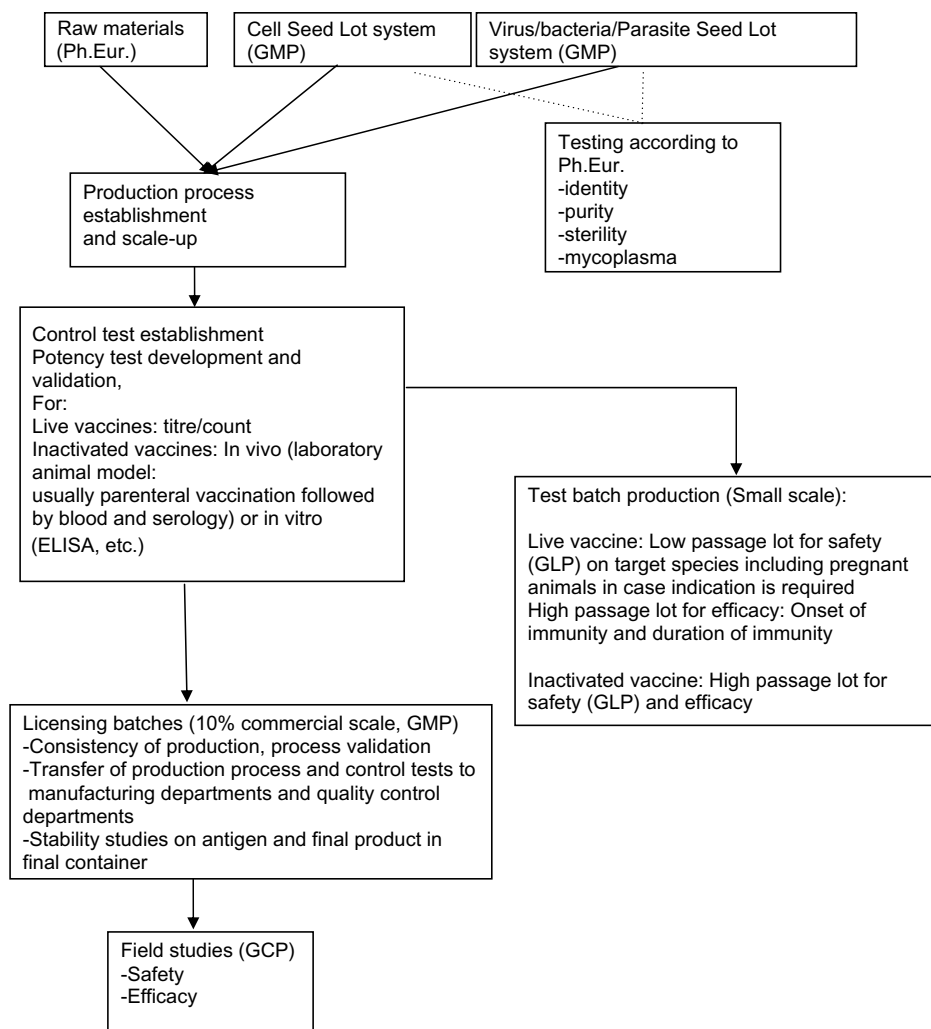 Raw materials
(Ph.Eur.)
Cell Seed Lot system
(GMP)
Virus/bacteria/Parasite Seed Lot
system (GMP)
Testing according to
Ph.Eur.
-identity
-purity
-sterility
-mycoplasma
Production process
establishment
and scale-up
Control test establishment
Potency test development and
validation,
For:
Live vaccines: titre/count
Inactivated vaccines: In vivo (laboratory
animal model:
usually parenteral vaccination followed
by blood and serology) or in vitro
(ELISA, etc.)
Test batch production (Small scale):
Live vaccine: Low passage lot for safety
(GLP) on target species including pregnant
animals in case indication is required
High passage lot for efficacy: Onset of
immunity and duration of immunity
Inactivated vaccine: High passage lot for
safety (GLP) and efficacy
Licensing batches (10% commercial scale, GMP)
-Consistency of production, process validation
-Transfer of production process and control tests to
manufacturing departments and quality control
departments
-Stability studies on antigen and final product in
final container
Field studies (GCP)
-Safety
-Efficacy